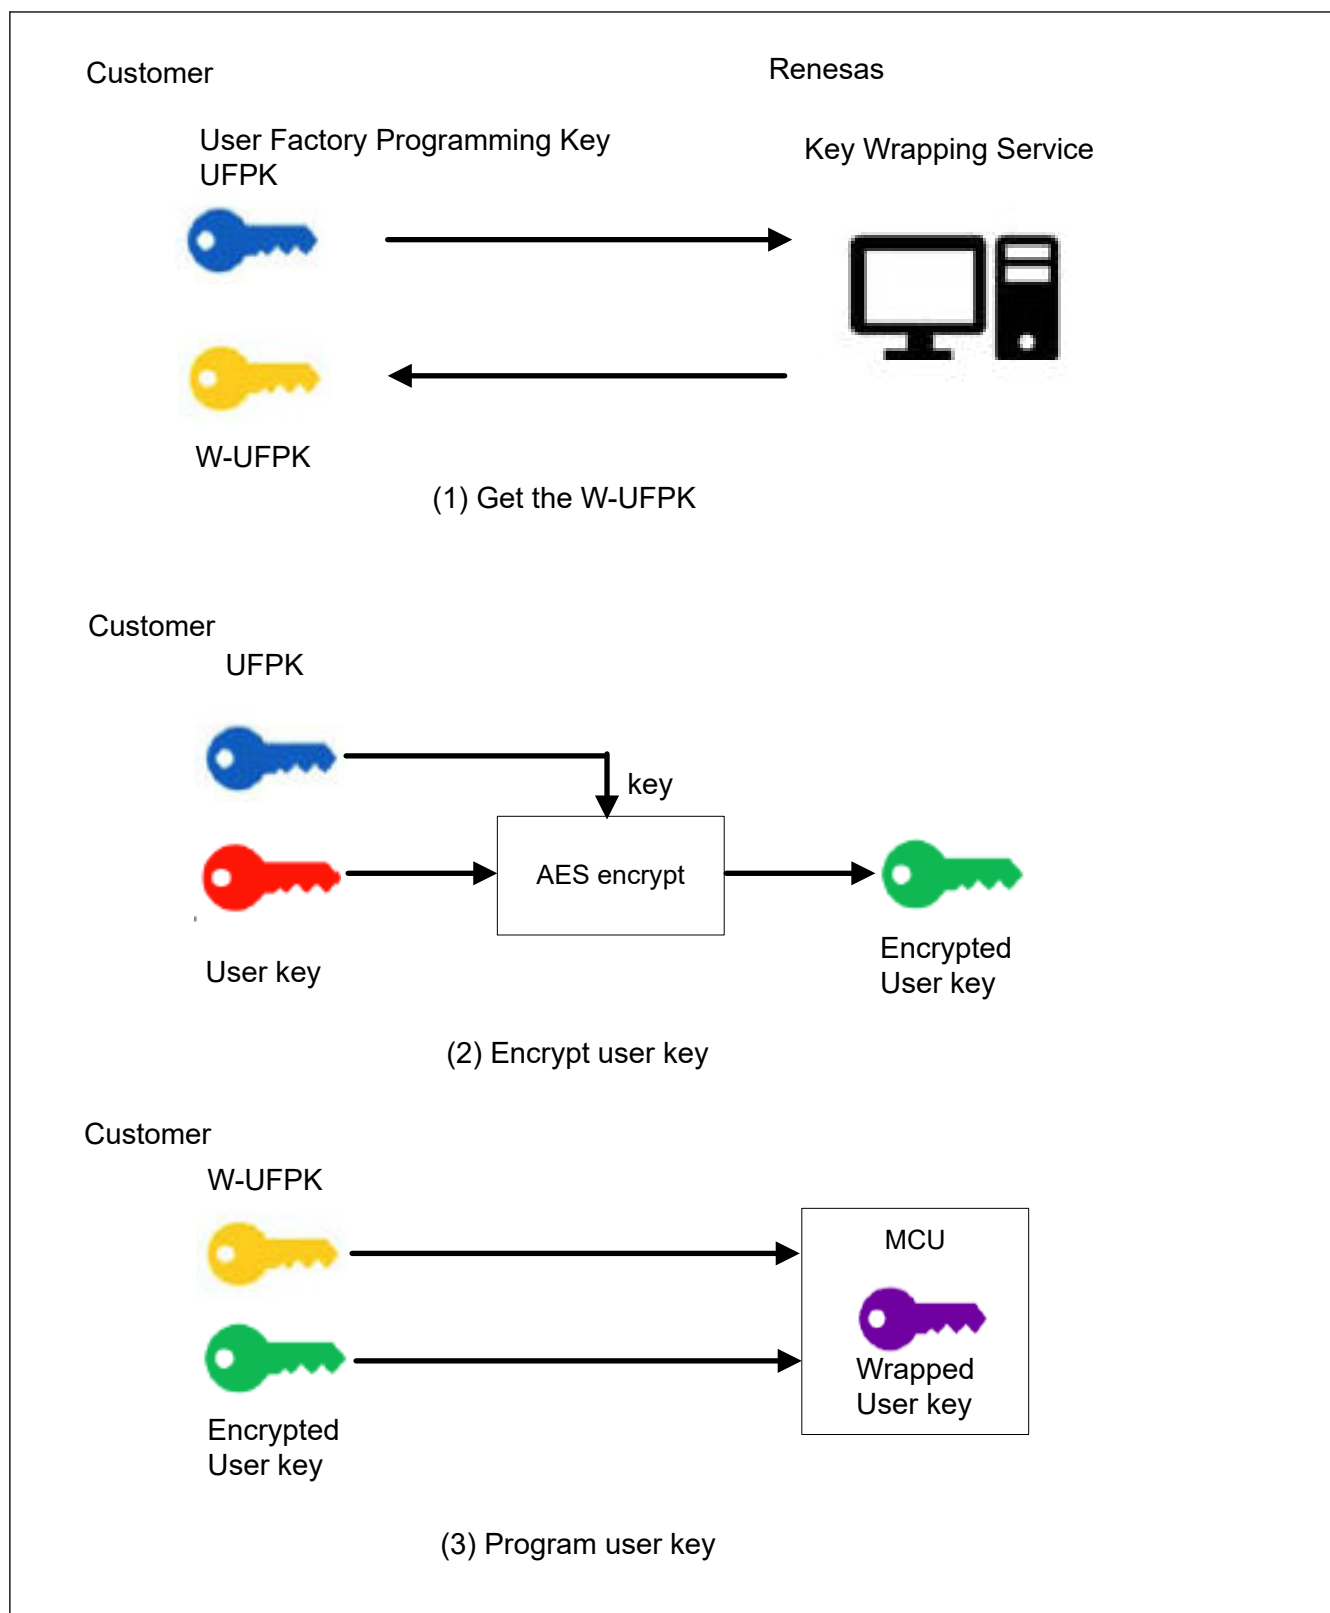 Customer
Renesas
User Factory Programming Key
UFPK
Key Wrapping Service
W-UFPK
(1) Get the W-UFPK
Customer
UFPK
key
AES encrypt
User key
Encrypted
User key
(2) Encrypt user key
Customer
W-UFPK
MCU
Wrapped
User key
Encrypted
User key
(3) Program user key